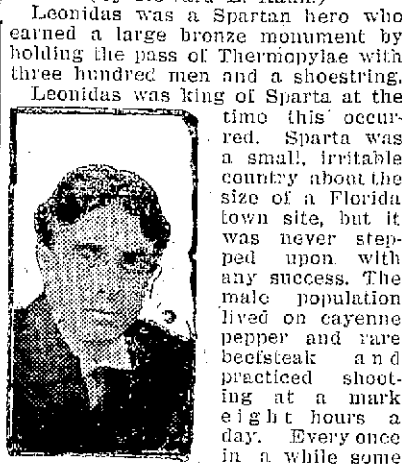 Leonidas was a Spartan hero who
earned a large bronze monument by
holding the pass of Thermopylae with
three hundred men and a shoestring.
Leonidas was king of Sparta at the
time this occur-
red. Sparta was
a small, irritable
country about the
size of a Florida
town site, but it
was never step-
ped upon with
any success. The
male population
lived on cayenne
pepper and rare
beefsteak and
practiced shoot-
ing at a mark
eight hours a
day. Every once
in a while some